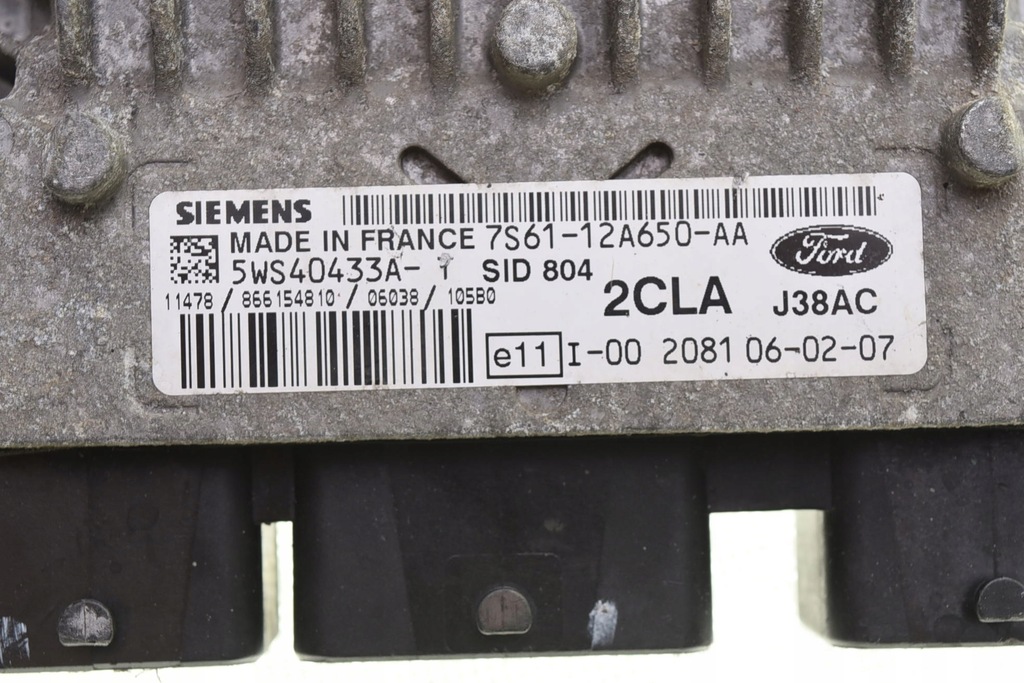 SIEMENS
MADE IN FRANCE 7S61-12A650-AA
Ford
5WS40433A- T SID 804
11478 / 866154810 / 06038 / 105B0
2CLA J38AC
e11 I-00 2081 06-02-07